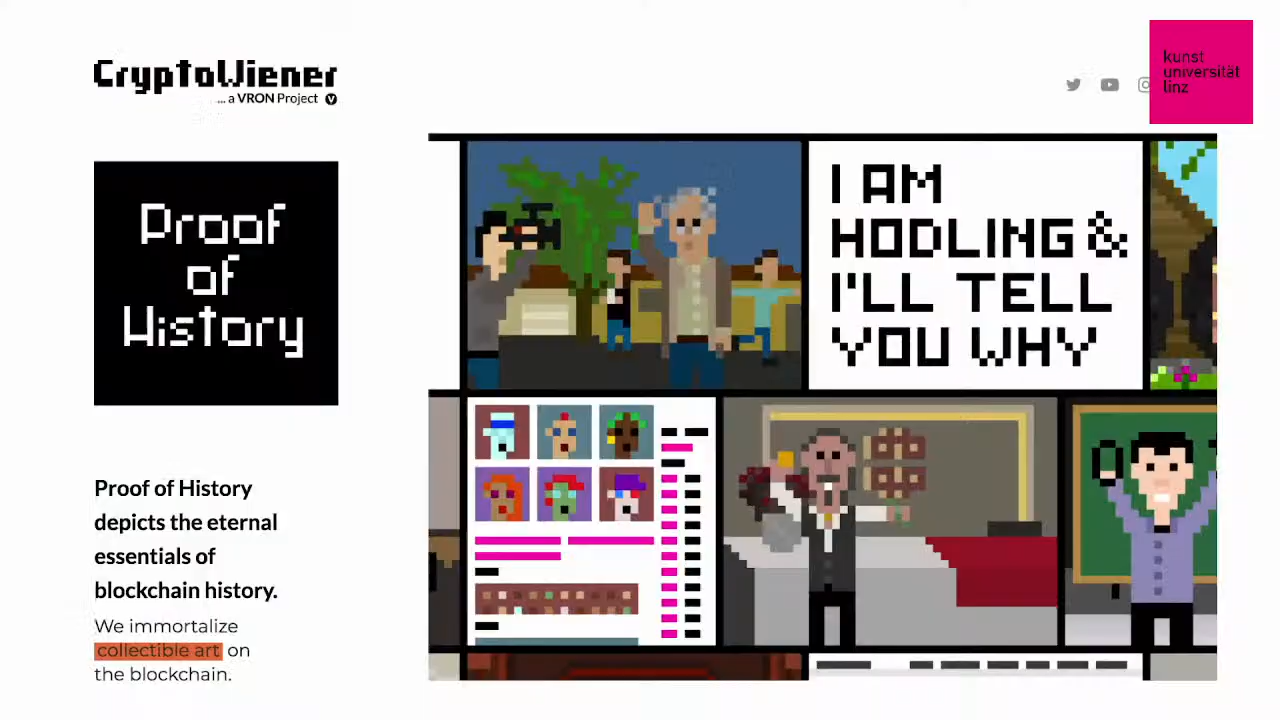 CryptoWiener
... a VRON Project V
kunst
universität
linz
Proof
of
History
I AM
HODLING &
I'LL TELL
YOU WHY
Proof of History
depicts the eternal
essentials of
blockchain history.
We immortalize
collectible art on
the blockchain.